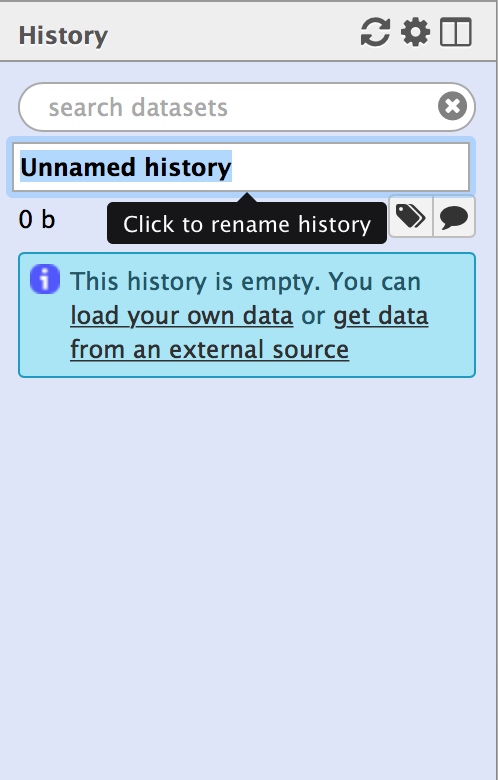 History
search datasets
Unnamed history
0 b
Click to rename history
This history is empty. You can
load your own data or get data
from an external source